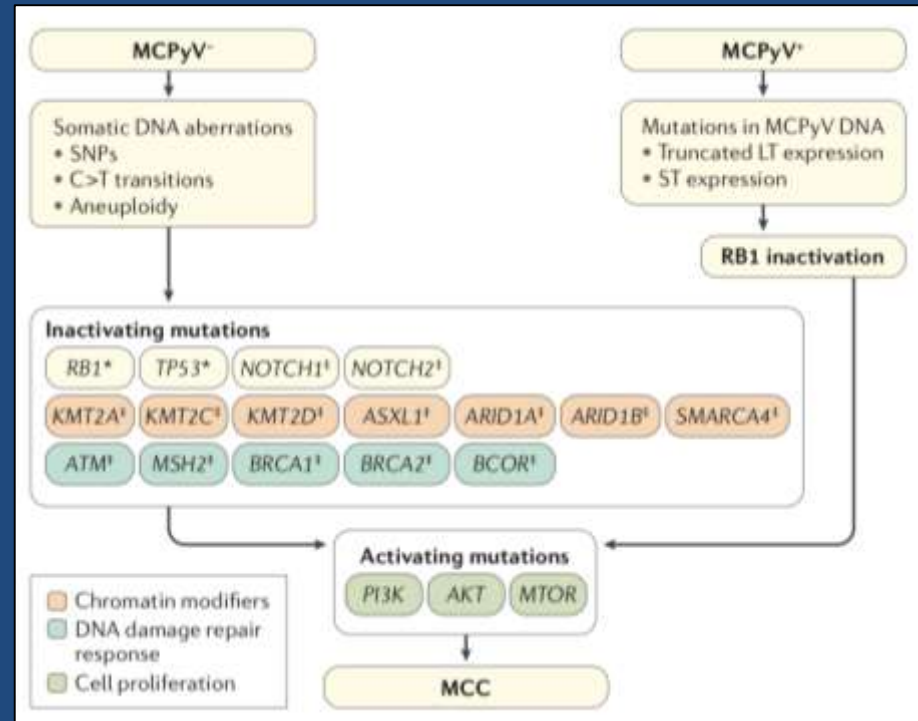 MCPyV⁻
MCPyV⁺
Somatic DNA aberrations
• SNPs
• C>T transitions
• Aneuploidy
Mutations in MCPyV DNA
• Truncated LT expression
• ST expression
RB1 inactivation
Inactivating mutations
RB1* TP53* NOTCH1‡ NOTCH2‡
KMT2A‡ KMT2C‡ KMT2D‡ ASXL1‡ ARID1A‡ ARID1B‡ SMARCA4‡
ATM‡ MSH2‡ BRCA1‡ BRCA2‡ BCOR‡
Activating mutations
PI3K AKT MTOR
Chromatin modifiers
DNA damage repair
response
Cell proliferation
MCC